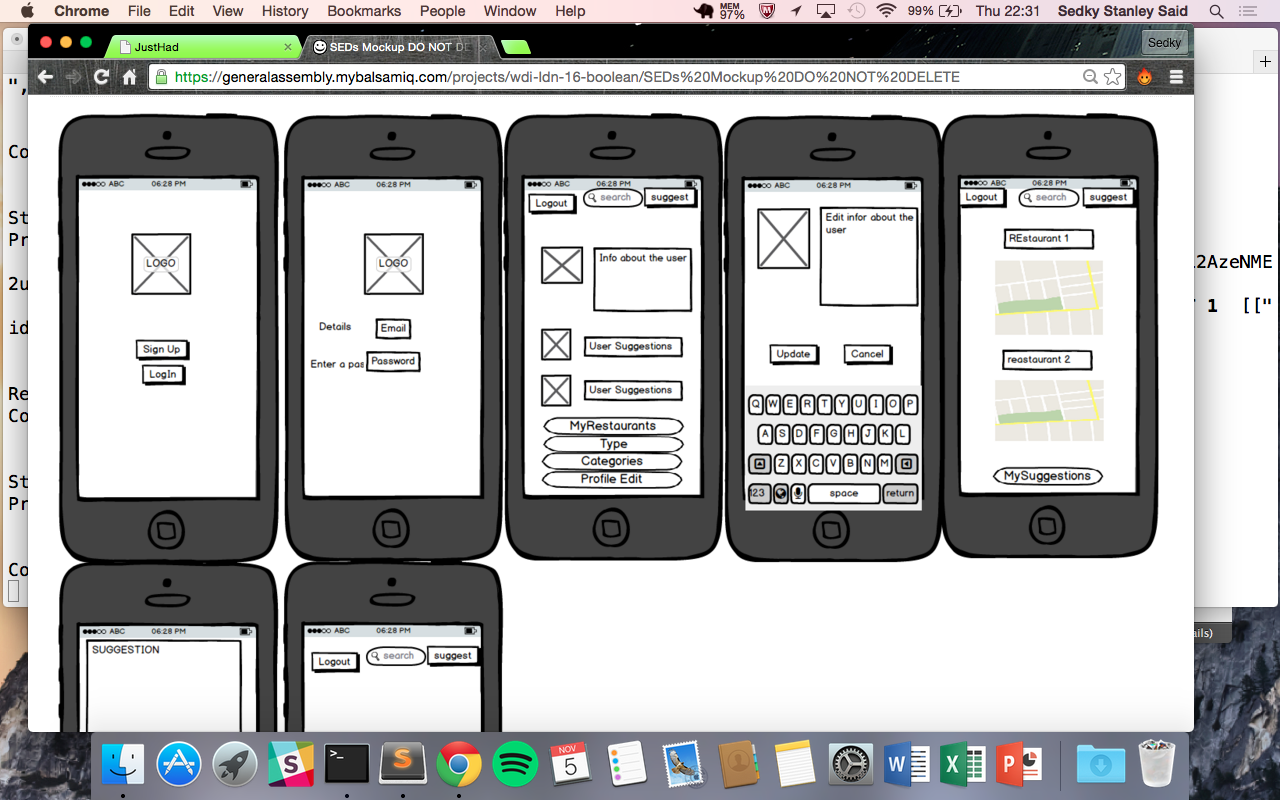 Chrome File Edit View History Bookmarks People Window Help MEM 97% 99% Thu 22:31 Sedky Stanley Said
JustHad SEDs Mockup DO NOT DE Sedky
https://generalassembly.mybalsamiq.com/projects/wdi-ldn-16-boolean/SEDs%20Mockup%20DO%20NOT%20DELETE
",
Co
St
Pr
2u
id
Re
Co
St
Pr
Co
2AzeNME
1 [["
ails)
ABC 06:28 PM
LOGO
Sign Up
LogIn
ABC 06:28 PM
LOGO
Details Email
Enter a pas Password
ABC 06:28 PM
Logout search suggest
Info about the user
User Suggestions
User Suggestions
MyRestaurants
Type
Categories
Profile Edit
ABC 06:28 PM
Edit infor about the
user
Update Cancel
Q W E R T Y U I O P
A S D F G H J K L
Z X C V B N M
123 space return
ABC 06:28 PM
Logout search suggest
REstaurant 1
reastaurant 2
MySuggestions
ABC 06:28 PM
SUGGESTION
ABC 06:28 PM
Logout search suggest
NOV
5